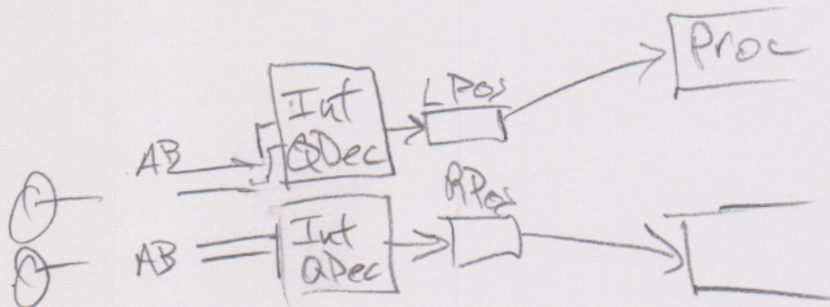 Proc
LPos
Int
QDec
AB
RPos
Int
QDec
AB